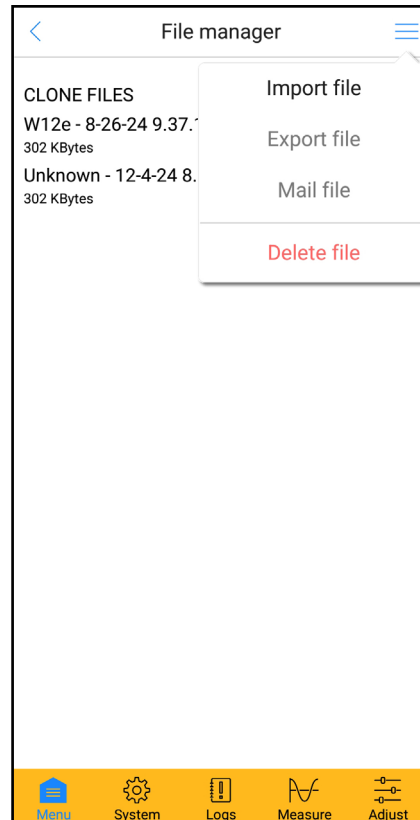 File manager
CLONE FILES
W12e - 8-26-24 9.37.
302 KBytes
Unknown - 12-4-24 8.
302 KBytes
Import file
Export file
Mail file
Delete file
Menu
System
Logs
Measure
Adjust